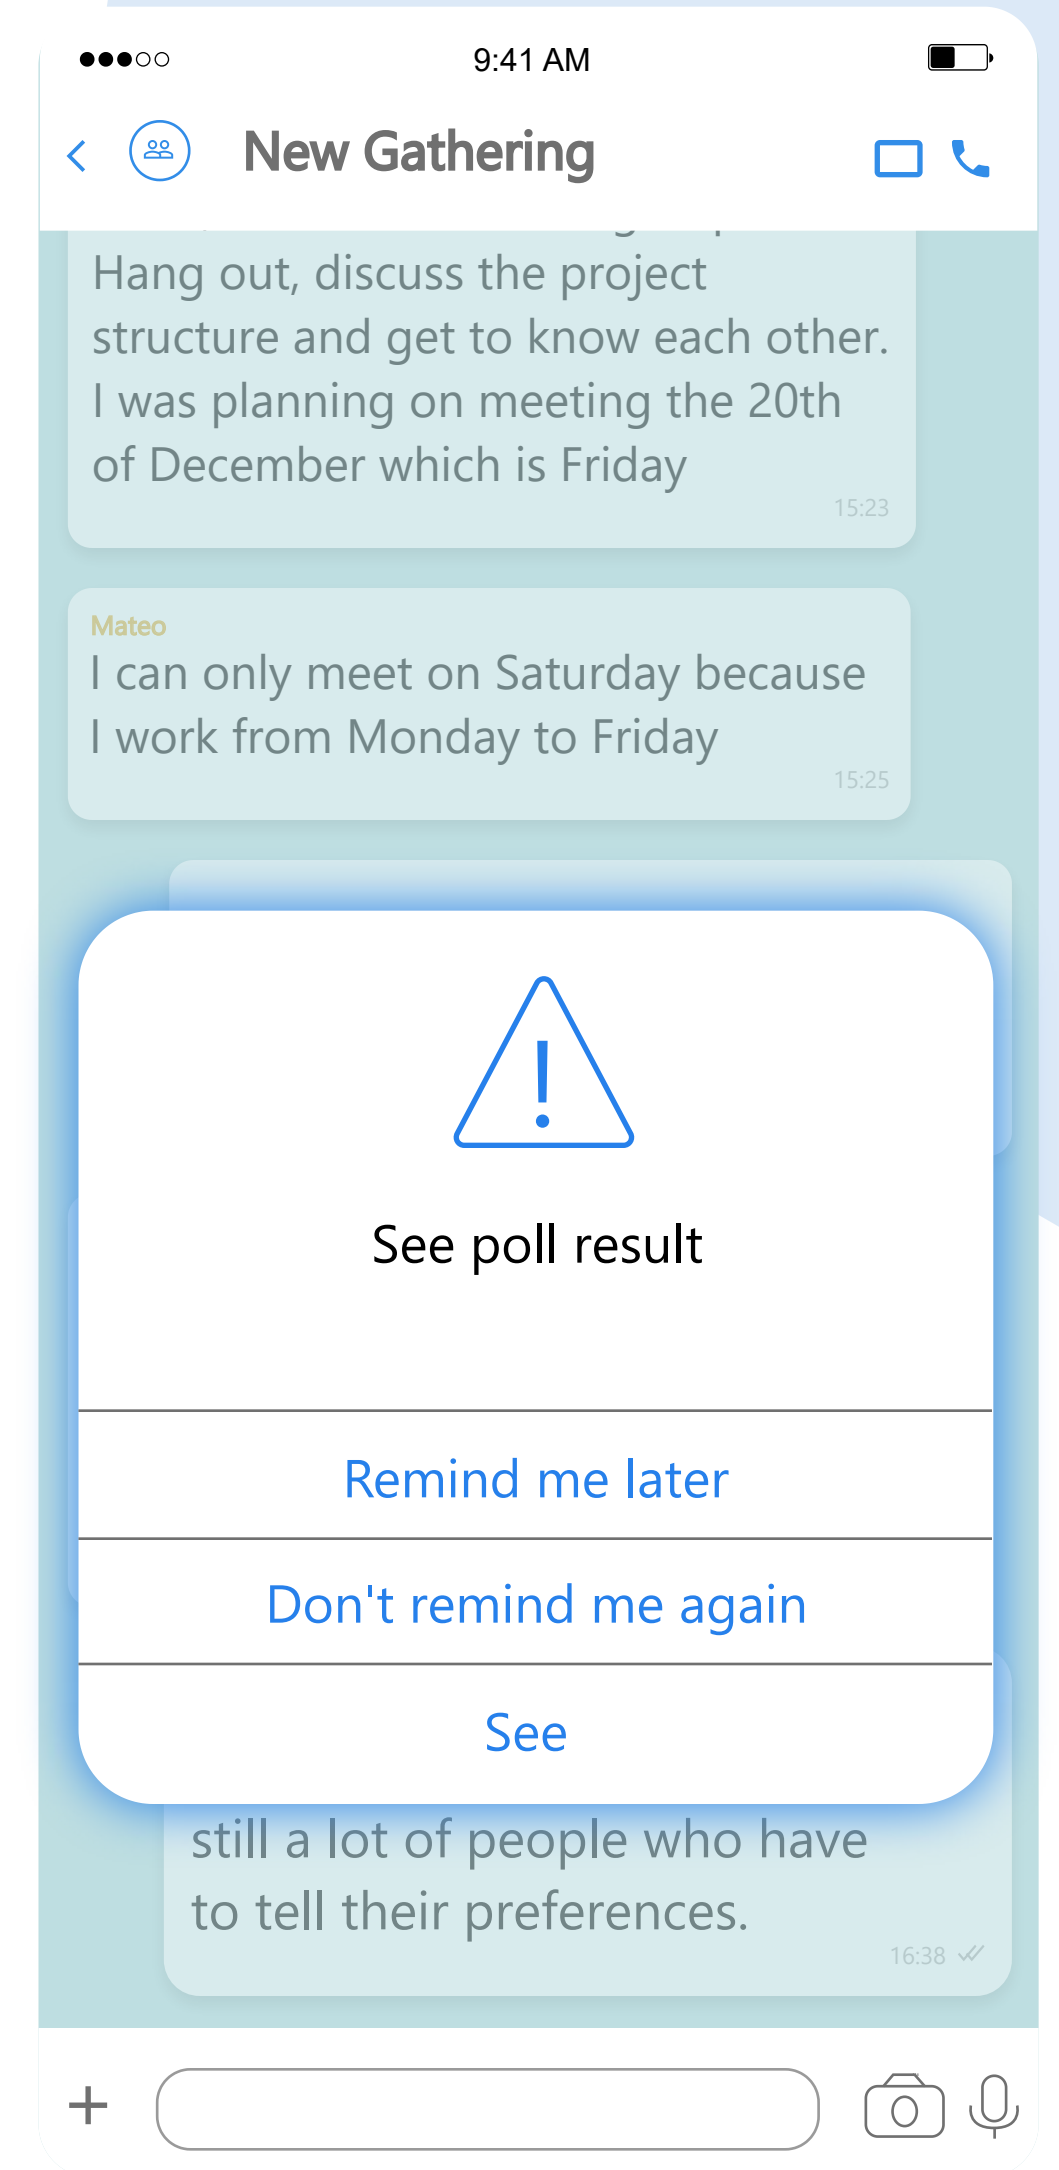 9:41 AM
New Gathering
Hang out, discuss the project
structure and get to know each other.
I was planning on meeting the 20th
of December which is Friday
15:23
Mateo
I can only meet on Saturday because
I work from Monday to Friday
15:25
See poll result
Remind me later
Don't remind me again
See
still a lot of people who have
to tell their preferences.
16:38